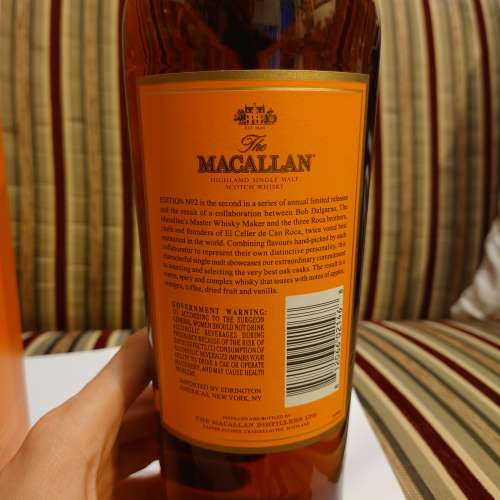 EST. 1824
The
MACALLAN
HIGHLAND SINGLE MALT
SCOTCH WHISKY
EDITION Nº2 is the second in a series of annual limited releases
and the result of a collaboration between Bob Dalgarno, The
Macallan's Master Whisky Maker and the three Roca brothers,
chefs and founders of El Celler de Can Roca, twice voted best
restaurant in the world. Combining flavours hand-picked by each
collaborator to represent their own distinctive personality, this
characterful single malt showcases our extraordinary commitment
to sourcing and selecting the very best oak casks. The result is a
warm, spicy and complex whisky that teases with notes of apples,
oranges, toffee, dried fruit and vanilla.
GOVERNMENT WARNING:
(1) ACCORDING TO THE SURGEON
GENERAL, WOMEN SHOULD NOT DRINK
ALCOHOLIC BEVERAGES DURING
PREGNANCY BECAUSE OF THE RISK OF
BIRTH DEFECTS. (2) CONSUMPTION OF
ALCOHOLIC BEVERAGES IMPAIRS YOUR
ABILITY TO DRIVE A CAR OR OPERATE
MACHINERY, AND MAY CAUSE HEALTH
PROBLEMS.
IMPORTED BY EDRINGTON
AMERICAS, NEW YORK, NY
DISTILLED AND BOTTLED BY
THE MACALLAN DISTILLERS LTD
EASTER ELCHIES, CRAIGELLACHIE, SCOTLAND